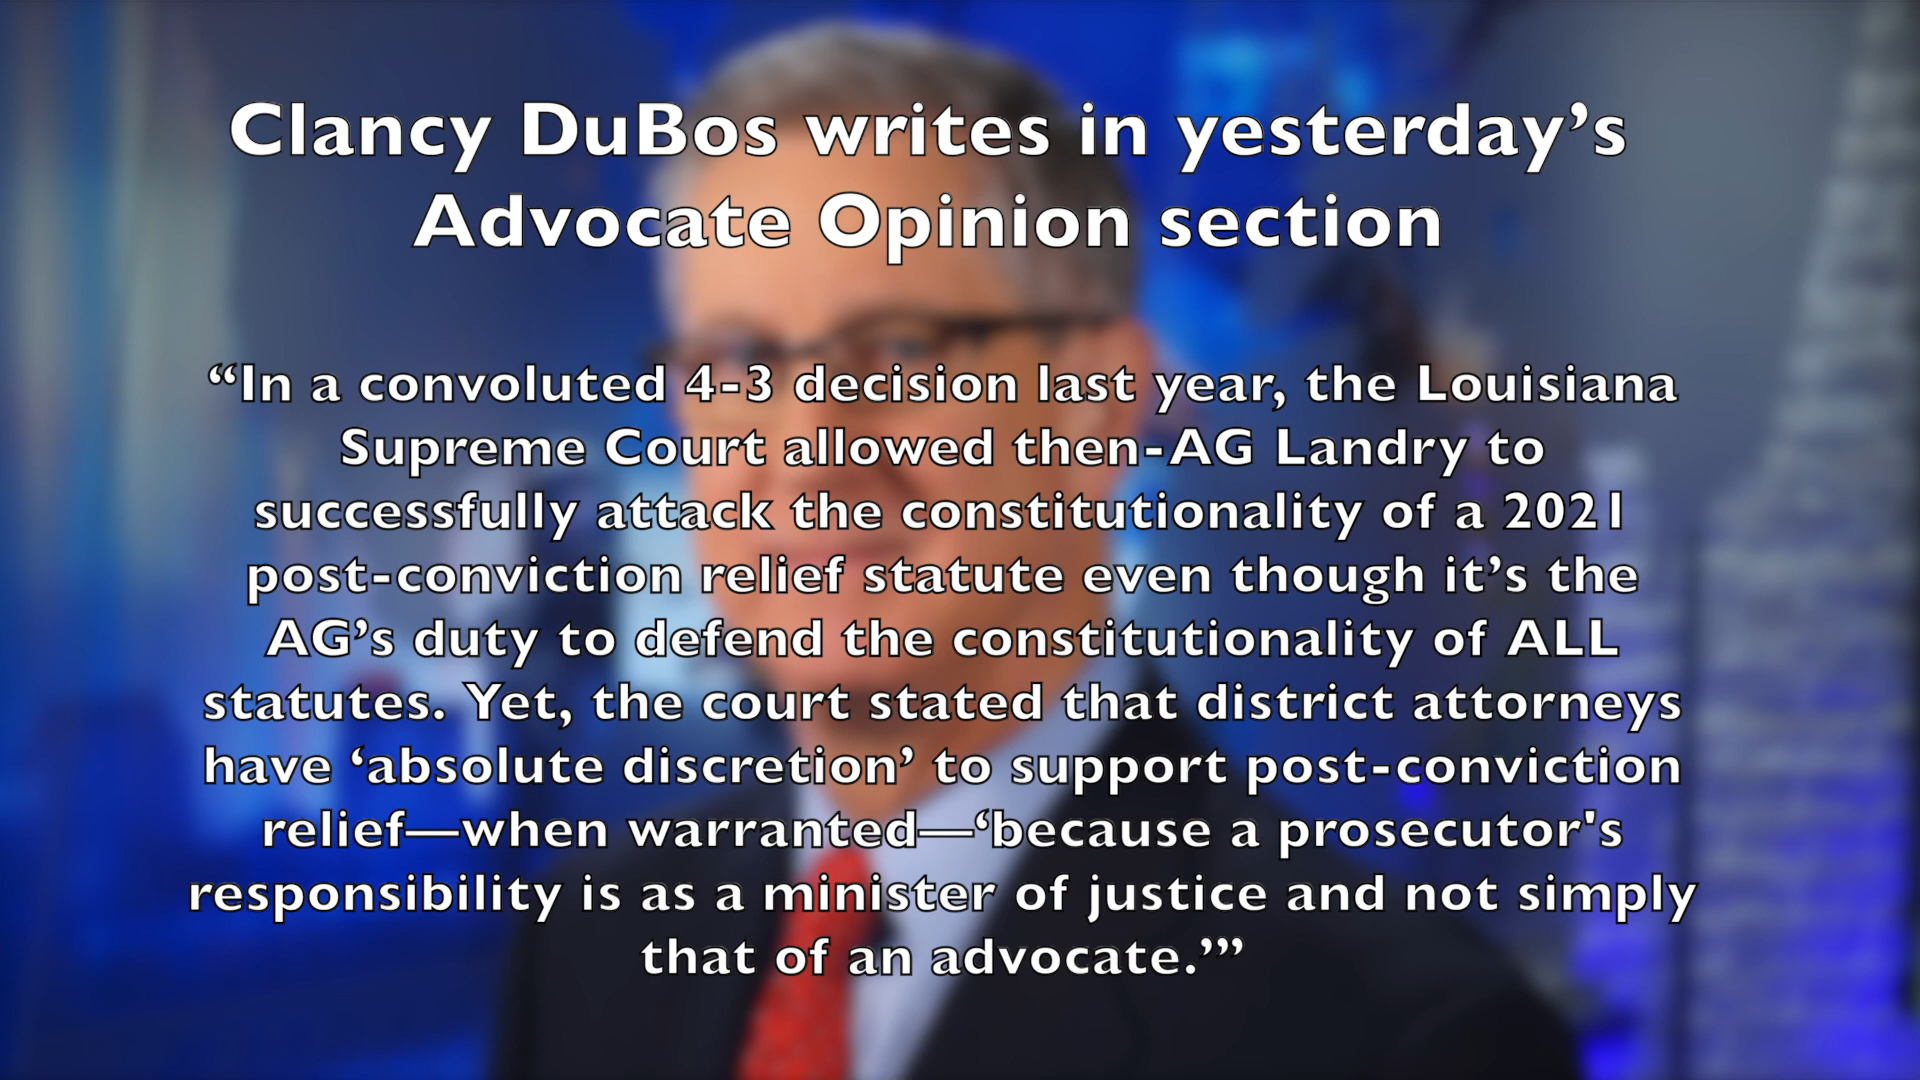 Clancy DuBos writes in yesterday’s
Advocate Opinion section
“In a convoluted 4-3 decision last year, the Louisiana
Supreme Court allowed then-AG Landry to
successfully attack the constitutionality of a 2021
post-conviction relief statute even though it’s the
AG’s duty to defend the constitutionality of ALL
statutes. Yet, the court stated that district attorneys
have ‘absolute discretion’ to support post-conviction
relief—when warranted—‘because a prosecutor's
responsibility is as a minister of justice and not simply
that of an advocate.’”